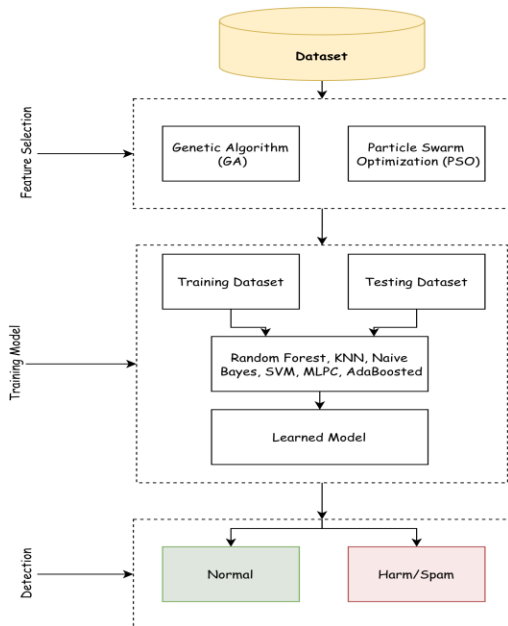 Dataset
Feature Selection
Genetic Algorithm
(GA)
Particle Swarm
Optimization (PSO)
Training Model
Training Dataset
Testing Dataset
Random Forest, KNN, Naive
Bayes, SVM, MLPC, AdaBoosted
Learned Model
Detection
Normal
Harm/Spam